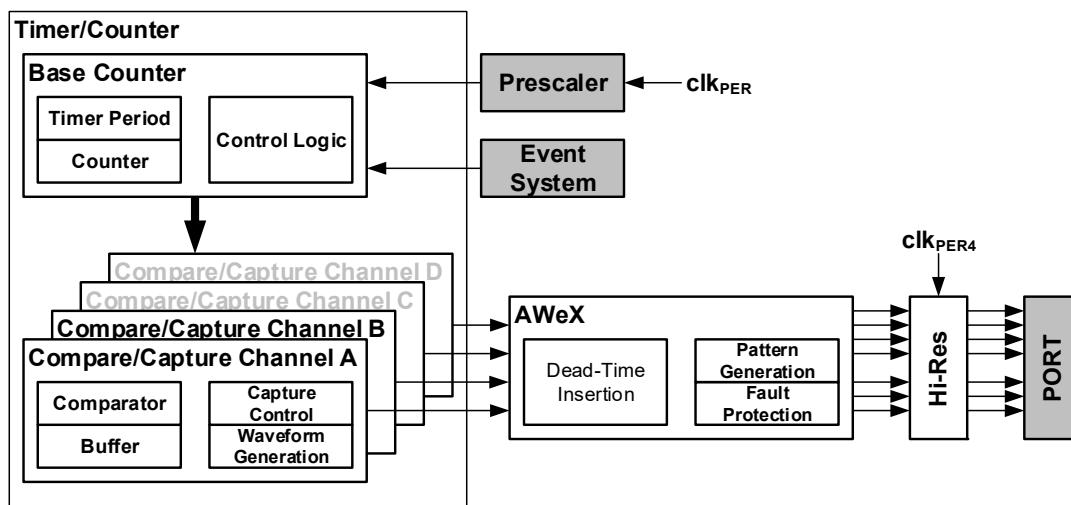 Timer/Counter
Base Counter
Timer Period
Counter
Control Logic
Prescaler
clkPER
Event
System
Compare/Capture Channel D
Compare/Capture Channel C
Compare/Capture Channel B
Compare/Capture Channel A
Comparator
Buffer
Capture
Control
Waveform
Generation
AWeX
Dead-Time
Insertion
Pattern
Generation
Fault
Protection
clkPER4
Hi-Res
PORT